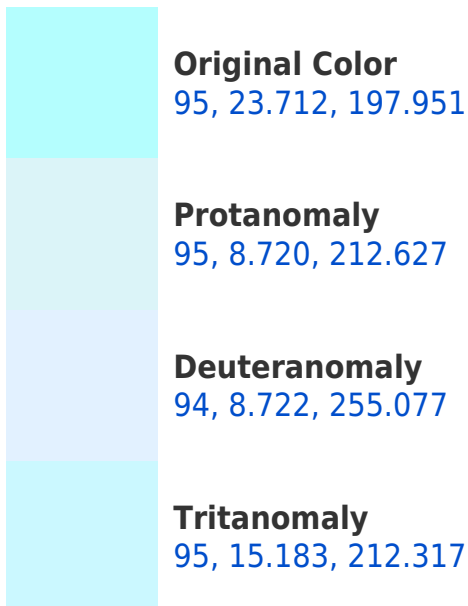 Original Color
95, 23.712, 197.951
Protanomaly
95, 8.720, 212.627
Deuteranomaly
94, 8.722, 255.077
Tritanomaly
95, 15.183, 212.317